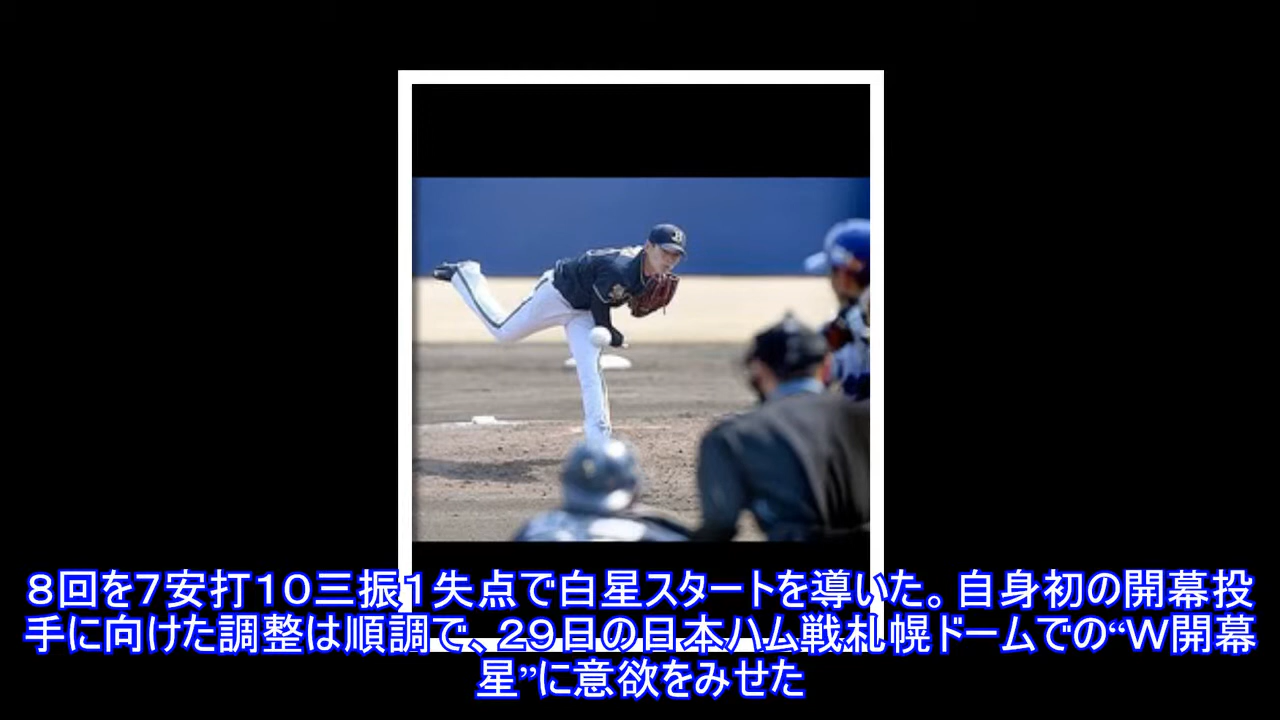 ８回を７安打１０三振１失点で白星スタートを導いた。自身初の開幕投
手に向けた調整は順調で、２９日の日本ハム戦札幌ドームでの“Ｗ開幕
星”に意欲をみせた